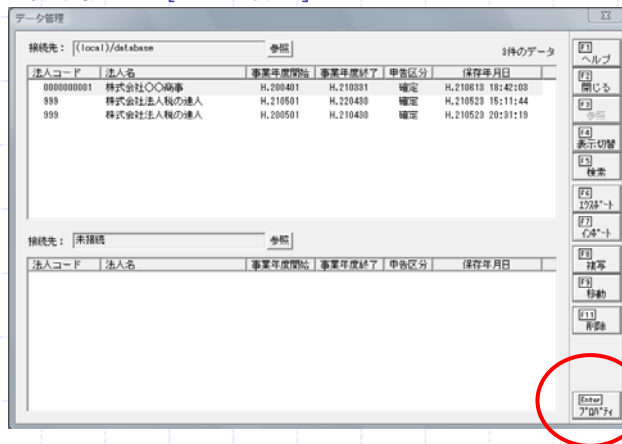 データ管理
接続先： (local)/database 参照 3件のデータ
法人コード 法人名 事業年度開始 事業年度終了 申告区分 保存年月日
0000000001 株式会社〇〇商事 H.200401 H.210331 確定 H.210613 18:42:03
999 株式会社法人税の達人 H.210501 H.220430 確定 H.210523 15:11:44
999 株式会社法人税の達人 H.200501 H.210430 確定 H.210523 20:31:19
接続先： 未接続 参照
法人コード 法人名 事業年度開始 事業年度終了 申告区分 保存年月日
F1
ヘルプ
F2
開じる
F3
参照
F4
表示切替
F5
検索
F6
ｴｸｽﾎﾟｰﾄ
F7
ｲﾝﾎﾟｰﾄ
F8
複写
F9
移動
F11
削除
Enter
ﾌﾟﾛﾊﾟﾃｨ